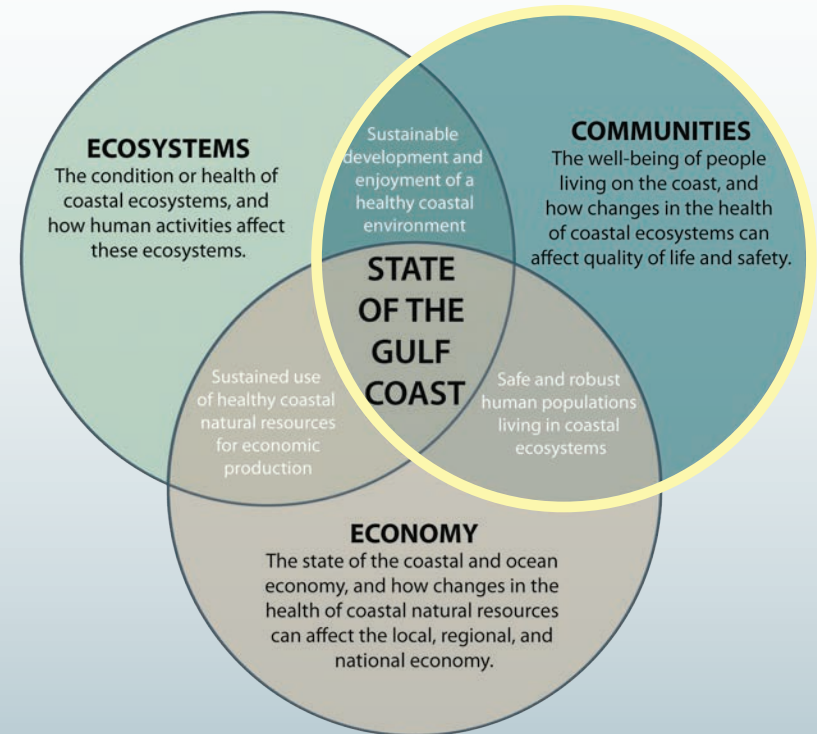 ECOSYSTEMS
The condition or health of
coastal ecosystems, and
how human activities affect
these ecosystems.
Sustainable
development and
enjoyment of a
healthy coastal
environment
COMMUNITIES
The well-being of people
living on the coast, and
how changes in the health
of coastal ecosystems can
affect quality of life and safety.
STATE
OF THE
GULF
COAST
Sustained use
of healthy coastal
natural resources
for economic
production
Safe and robust
human populations
living in coastal
ecosystems
ECONOMY
The state of the coastal and ocean
economy, and how changes in the
health of coastal natural resources
can affect the local, regional, and
national economy.